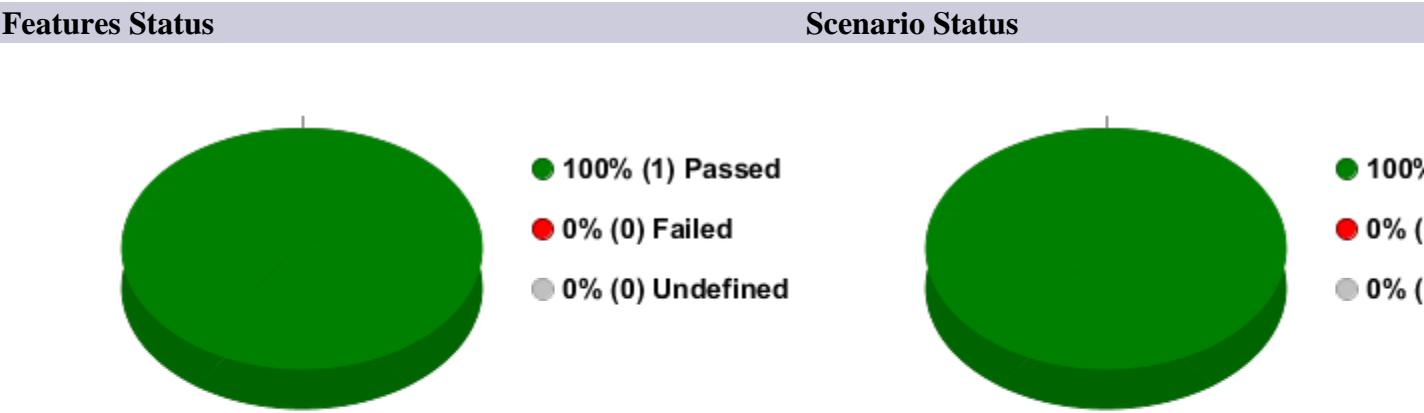 Features Status
Scenario Status
100% (1) Passed
0% (0) Failed
0% (0) Undefined
100%
0% (
0% (